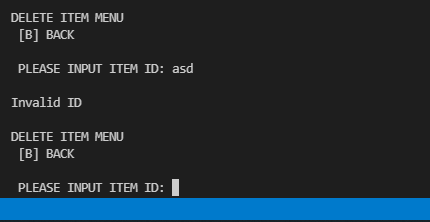 DELETE ITEM MENU
[B] BACK
PLEASE INPUT ITEM ID: asd
Invalid ID
DELETE ITEM MENU
[B] BACK
PLEASE INPUT ITEM ID: